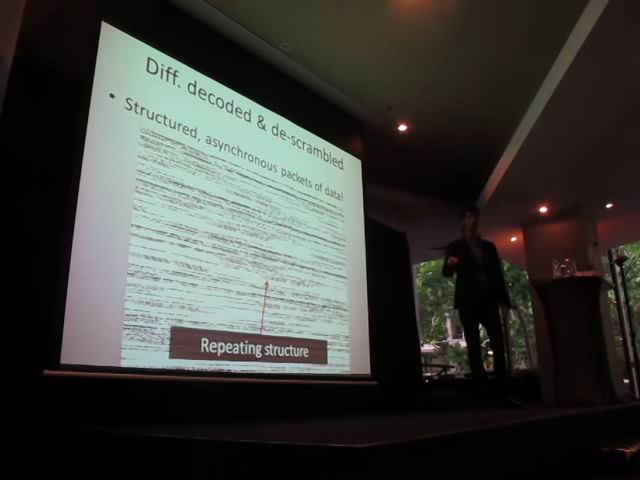 Diff. decoded & de-scrambled
• Structured, asynchronous packets of data!
Repeating structure